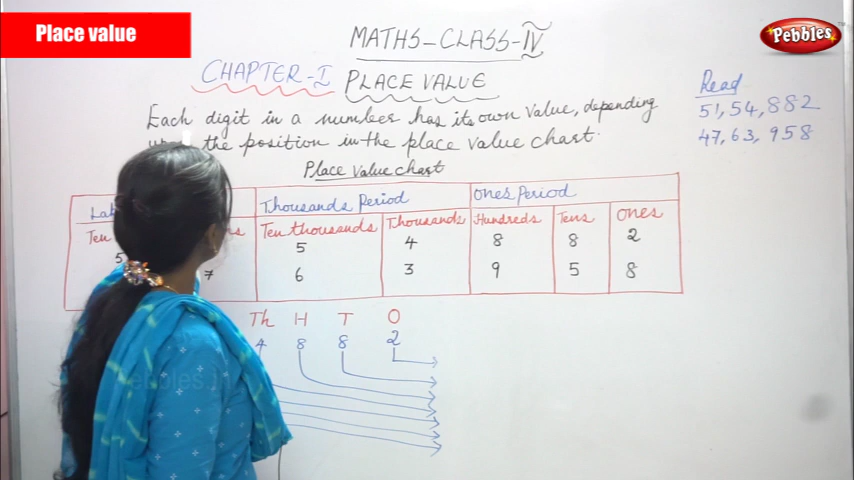 Place value
Pebbles
MATHS-CLASS-IV
CHAPTER-I PLACE VALUE
Each digit in a number has its own value, depending
the position in the place value chart.
Read
51,54,882
47,63,958
Place value chart
Thousands Period Ones Period
Ten Ten thousands Thousands Hundreds Tens Ones
5 5 4 8 8 2
7 6 3 9 5 8
Th H T O
4 8 8 2